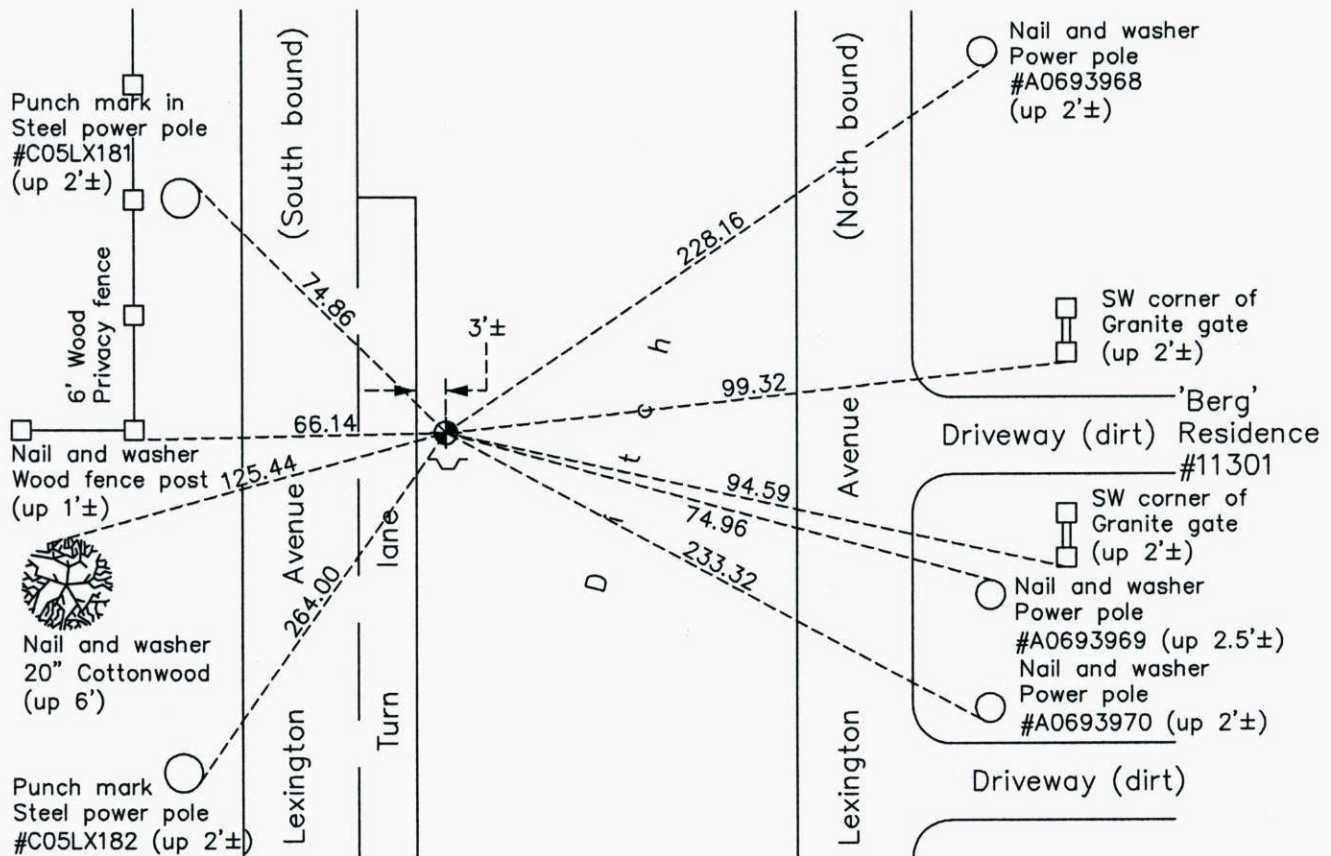 Punch mark in
Steel power pole
#C05LX181
(up 2'±)
6' Wood
Privacy fence
Nail and washer
Wood fence post
(up 1'±)
Nail and washer
20" Cottonwood
(up 6')
Punch mark
Steel power pole
#C05LX182 (up 2'±)
(South bound)
Lexington Avenue
Turn lane
74.86
66.14
125.44
264.00
3'±
228.16
99.32
94.59
74.96
233.32
D i t c h
(North bound)
Lexington Avenue
Nail and washer
Power pole
#A0693968
(up 2'±)
SW corner of
Granite gate
(up 2'±)
'Berg'
Driveway (dirt) Residence
#11301
SW corner of
Granite gate
(up 2'±)
Nail and washer
Power pole
#A0693969 (up 2.5'±)
Nail and washer
Power pole
#A0693970 (up 2'±)
Driveway (dirt)